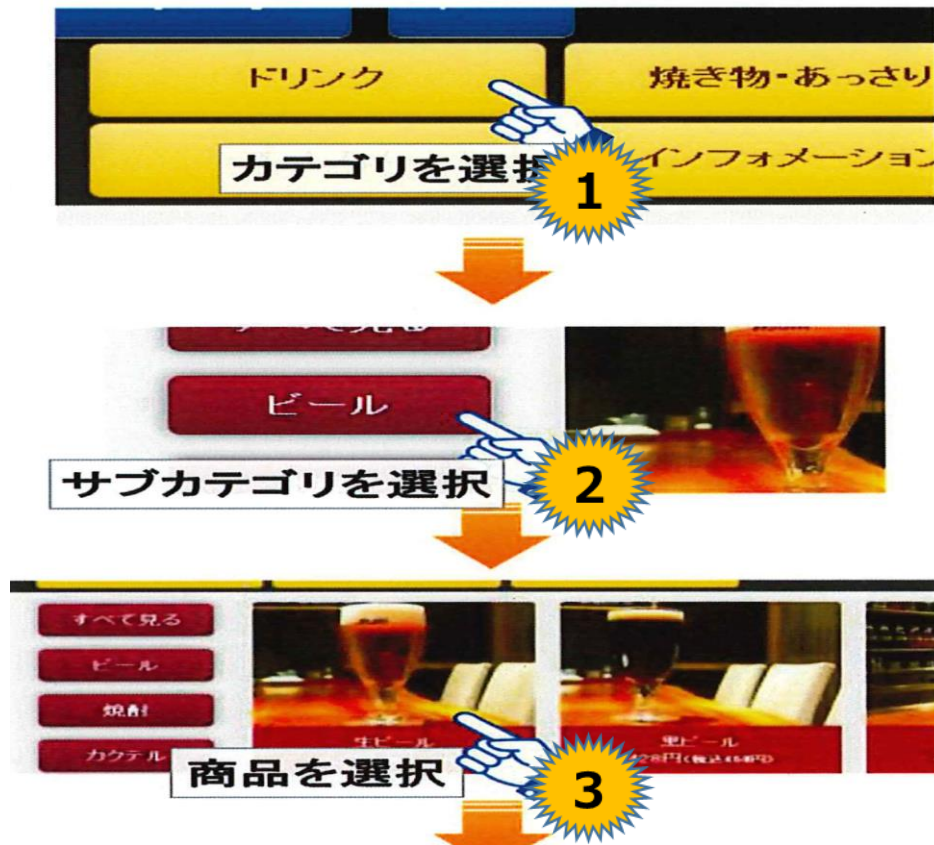 ドリンク
焼き物・あっさり
カテゴリを選択
インフォメーション
1
ビール
サブカテゴリを選択
2
すべて見る
ビール
焼酎
カクテル
生ビール
黒ビール
商品を選択
3